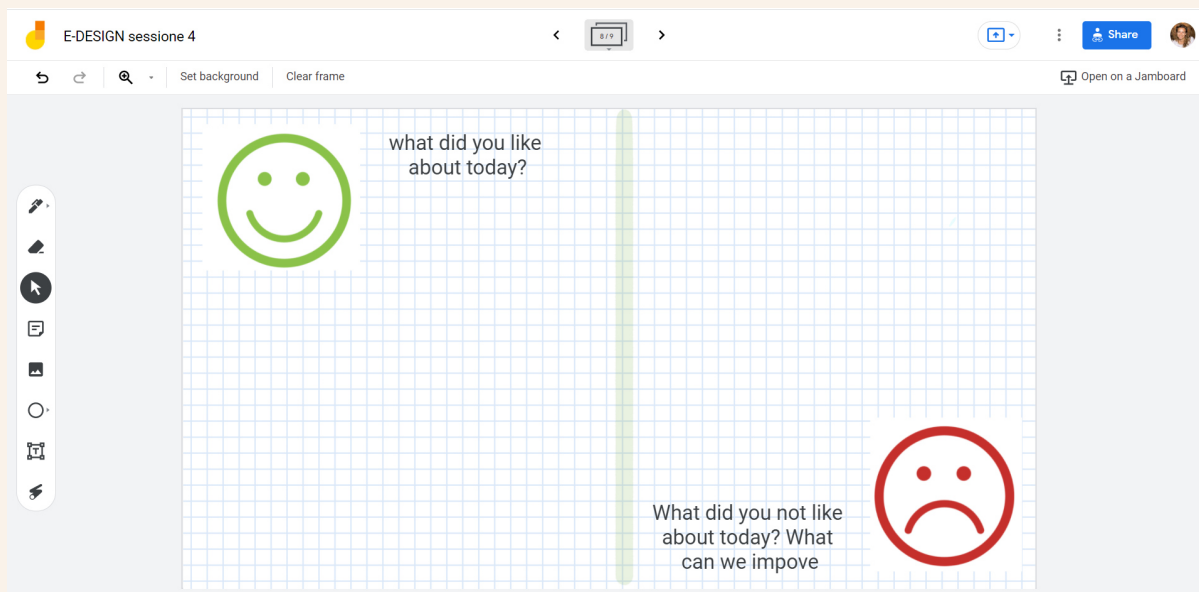 E-DESIGN sessione 4
8 / 9
Share
Set background
Clear frame
Open on a Jamboard
what did you like
about today?
What did you not like
about today? What
can we impove